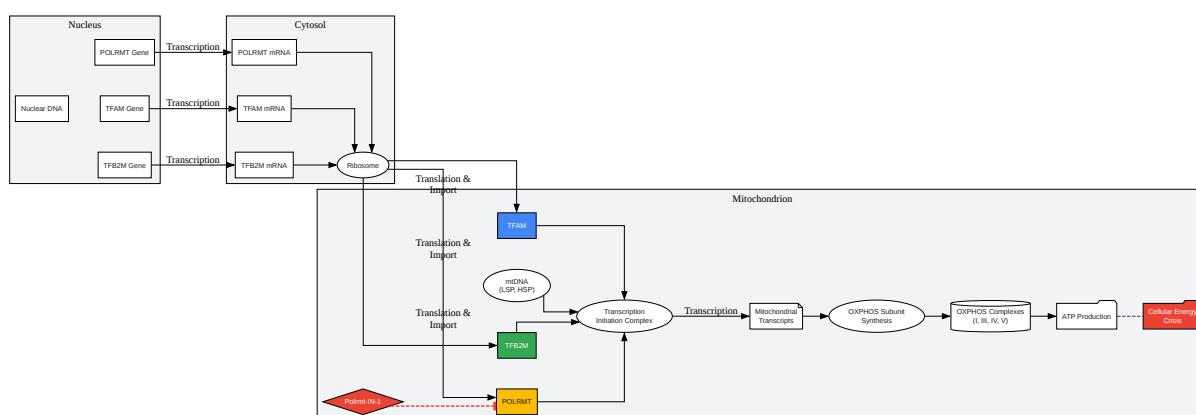 Nucleus
Cytosol
POLRMT Gene
Transcription
POLRMT mRNA
Nuclear DNA
TFAM Gene
Transcription
TFAM mRNA
TFB2M Gene
Transcription
TFB2M mRNA
Ribosome
Translation &
Import
Mitochondrion
TFAM
Translation &
Import
mtDNA
(LSP, HSP)
Translation &
Import
Transcription
Initiation Complex
Transcription
Mitochondrial
Transcripts
OXPHOS Subunit
Synthesis
OXPHOS Complexes
(I, III, IV, V)
ATP Production
Cellular Energy
Crisis
TFB2M
Polrmt-IN-1
POLRMT